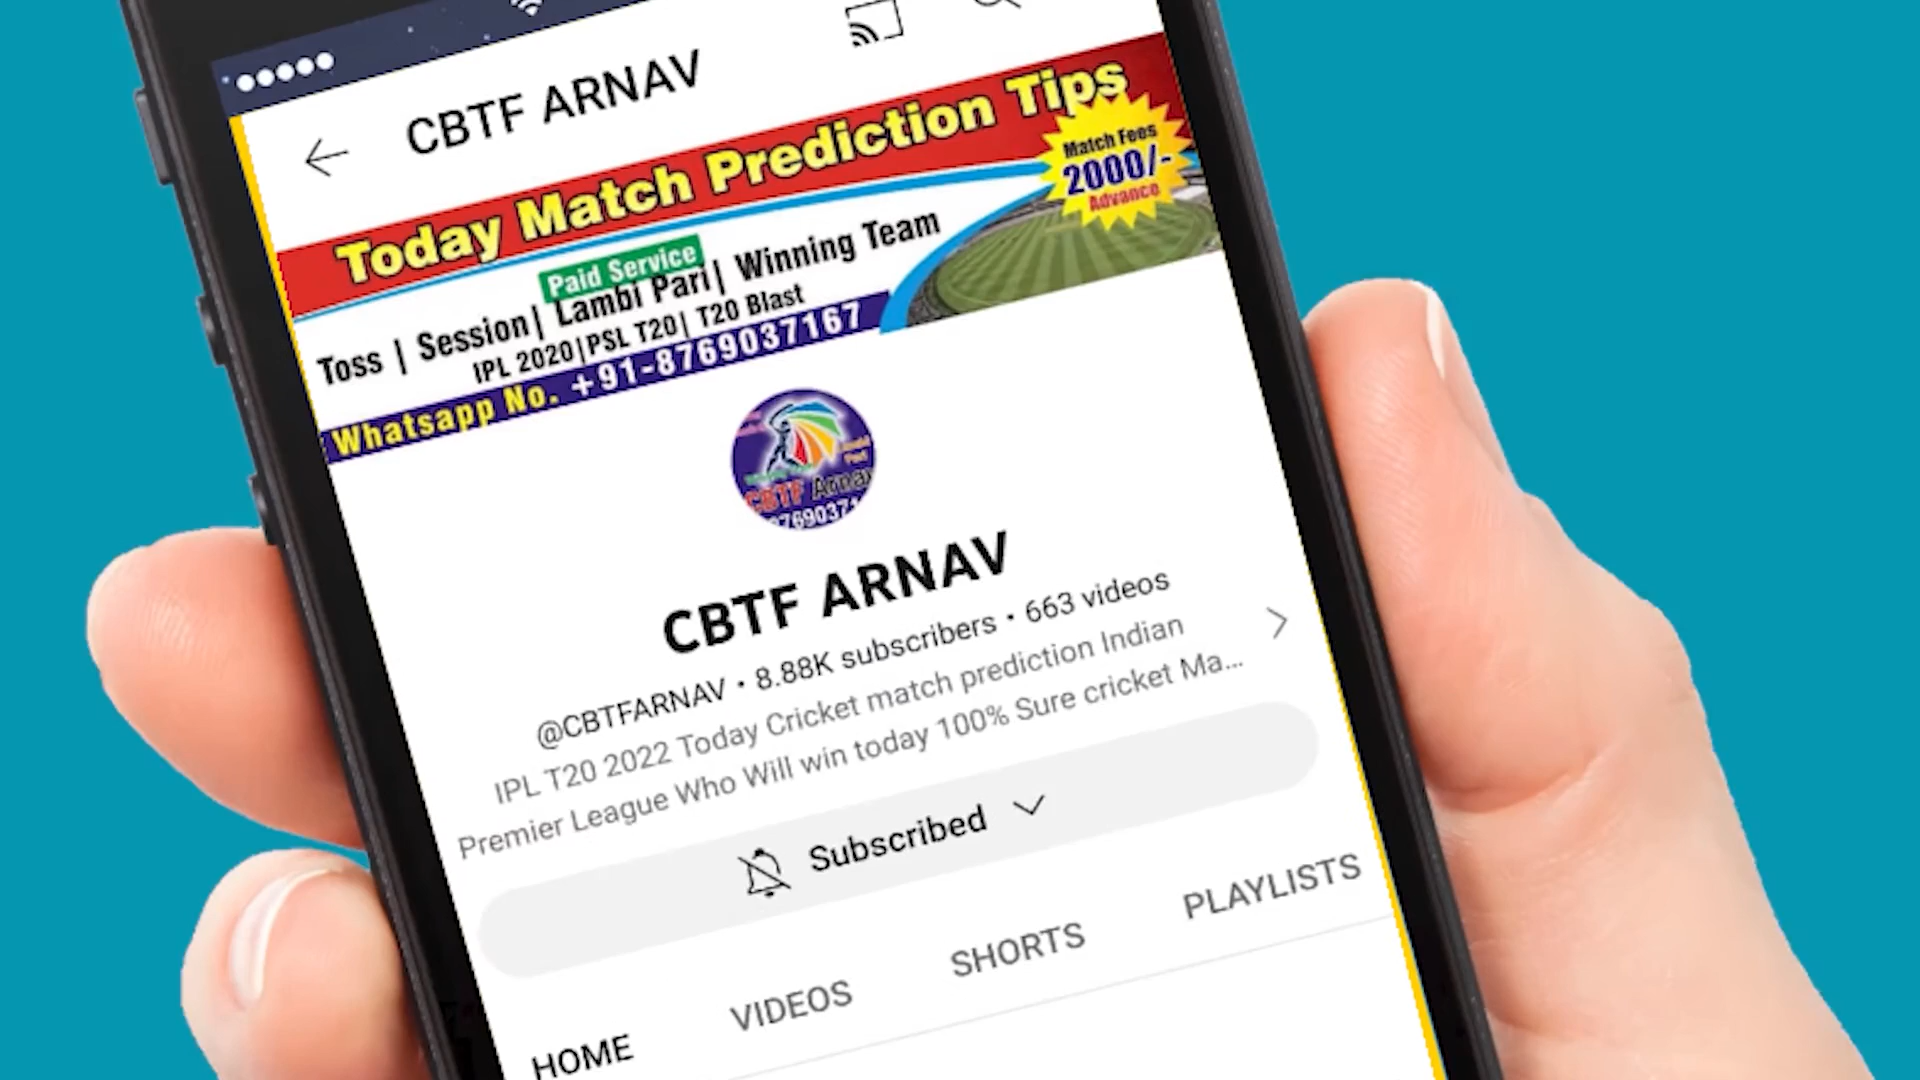 CBTF ARNAV
Today Match Prediction Tips
Match Fees
2000/-
Advance
Paid Service
Toss | Session| Lambi Pari| Winning Team
IPL 2020|PSL T20| T20 Blast
Whatsapp No. +91-8769037167
CBTF Arnav
CBTF ARNAV
@CBTFARNAV • 8.88K subscribers • 663 videos
IPL T20 2022 Today Cricket match prediction Indian
Premier League Who Will win today 100% Sure cricket Ma...
Subscribed
HOME VIDEOS SHORTS PLAYLISTS